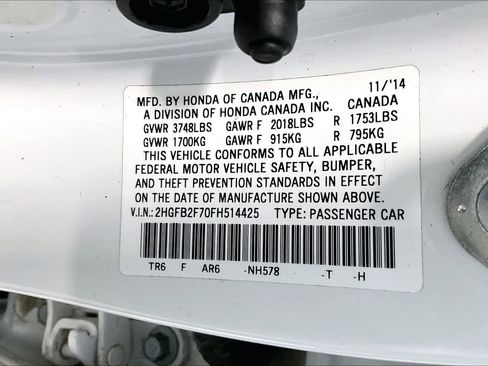 11/'14
MFD. BY HONDA OF CANADA MFG., CANADA
A DIVISION OF HONDA CANADA INC.
GVWR 3748LBS GAWR F 2018LBS R 1753LBS
GVWR 1700KG GAWR F 915KG R 795KG
THIS VEHICLE CONFORMS TO ALL APPLICABLE
FEDERAL MOTOR VEHICLE SAFETY, BUMPER,
AND THEFT PREVENTION STANDARDS IN EFFECT
ON THE DATE OF MANUFACTURE SHOWN ABOVE.
V.I.N.: 2HGFB2F70FH514425 TYPE: PASSENGER CAR
TR6 F AR6 -NH578 -T -H